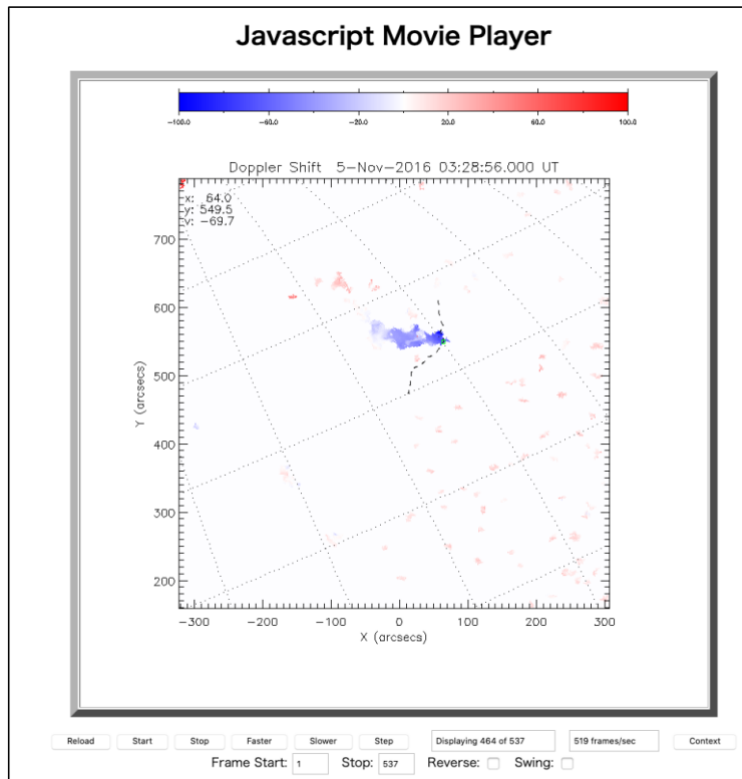 Javascript Movie Player
-100.0 -60.0 -20.0 20.0 60.0 100.0
Doppler Shift 5-Nov-2016 03:28:56.000 UT
x: 64.0
y: 549.5
v: -69.7
700
600
500
400
300
200
Y (arcsecs)
-300 -200 -100 0 100 200 300
X (arcsecs)
Reload Start Stop Faster Slower Step Displaying 464 of 537 519 frames/sec Context
Frame Start: 1 Stop: 537 Reverse: Swing: